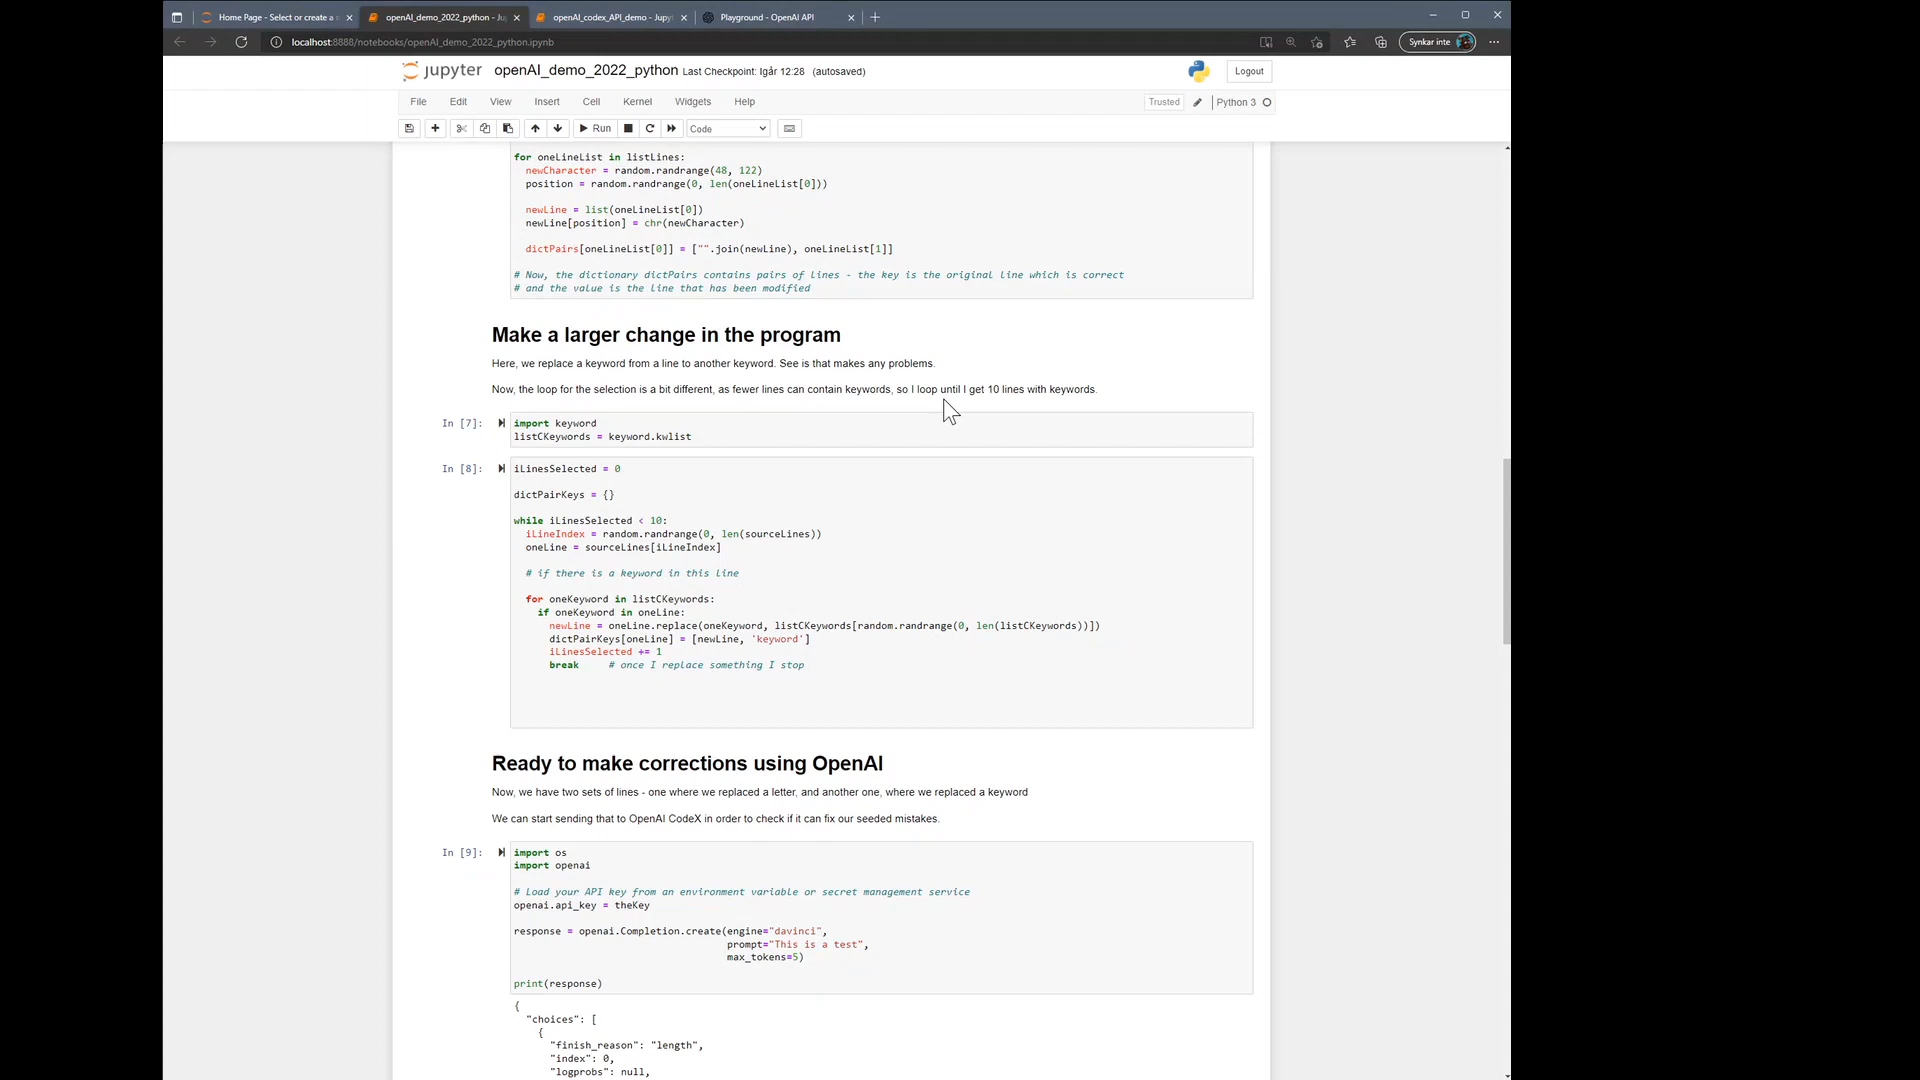 Home Page - Select or create a n
openAI_demo_2022_python - Ju
openAI_codex_API_demo - Jupyt
Playground - OpenAI API
localhost:8888/notebooks/openAI_demo_2022_python.ipynb
Synkar inte
jupyter openAI_demo_2022_python Last Checkpoint: Igår 12:28 (autosaved)
Logout
File Edit View Insert Cell Kernel Widgets Help
Trusted
Python 3
Run
Code
for oneLineList in listLines:
newCharacter = random.randrange(48, 122)
position = random.randrange(0, len(oneLineList[0]))
newLine = list(oneLineList[0])
newLine[position] = chr(newCharacter)
dictPairs[oneLineList[0]] = ["".join(newLine), oneLineList[1]]
# Now, the dictionary dictPairs contains pairs of lines - the key is the original line which is correct
# and the value is the line that has been modified
Make a larger change in the program
Here, we replace a keyword from a line to another keyword. See is that makes any problems.
Now, the loop for the selection is a bit different, as fewer lines can contain keywords, so I loop until I get 10 lines with keywords.
In [7]:
import keyword
listCKeywords = keyword.kwlist
In [8]:
iLinesSelected = 0
dictPairKeys = {}
while iLinesSelected < 10:
iLineIndex = random.randrange(0, len(sourceLines))
oneLine = sourceLines[iLineIndex]
# if there is a keyword in this line
for oneKeyword in listCKeywords:
if oneKeyword in oneLine:
newLine = oneLine.replace(oneKeyword, listCKeywords[random.randrange(0, len(listCKeywords))])
dictPairKeys[oneLine] = [newLine, 'keyword']
iLinesSelected += 1
break # once I replace something I stop
Ready to make corrections using OpenAI
Now, we have two sets of lines - one where we replaced a letter, and another one, where we replaced a keyword
We can start sending that to OpenAI CodeX in order to check if it can fix our seeded mistakes.
In [9]:
import os
import openai
# Load your API key from an environment variable or secret management service
openai.api_key = theKey
response = openai.Completion.create(engine="davinci",
prompt="This is a test",
max_tokens=5)
print(response)
{
"choices": [
{
"finish_reason": "length",
"index": 0,
"logprobs": null,